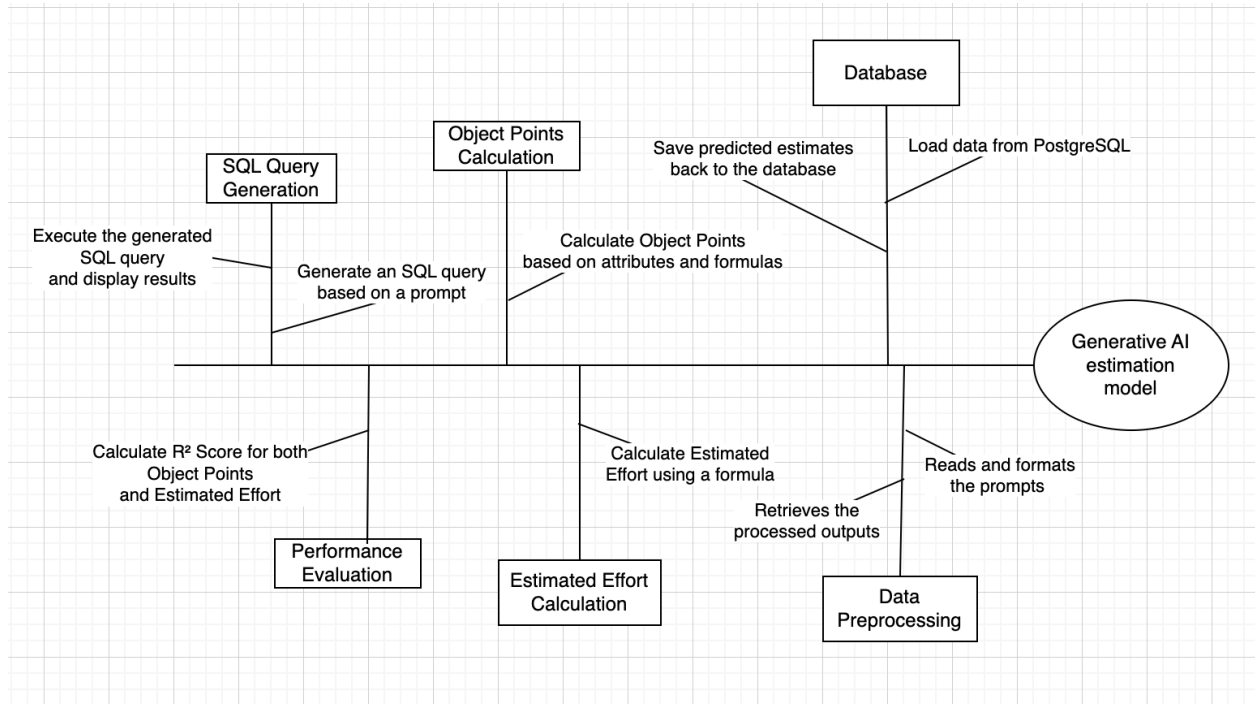 Database
Object Points
Calculation
SQL Query
Generation
Save predicted estimates
back to the database
Load data from PostgreSQL
Execute the generated
SQL query
and display results
Generate an SQL query
based on a prompt
Calculate Object Points
based on attributes and formulas
Generative AI
estimation
model
Calculate R² Score for both
Object Points
and Estimated Effort
Calculate Estimated
Effort using a formula
Reads and formats
the prompts
Retrieves the
processed outputs
Performance
Evaluation
Estimated Effort
Calculation
Data
Preprocessing